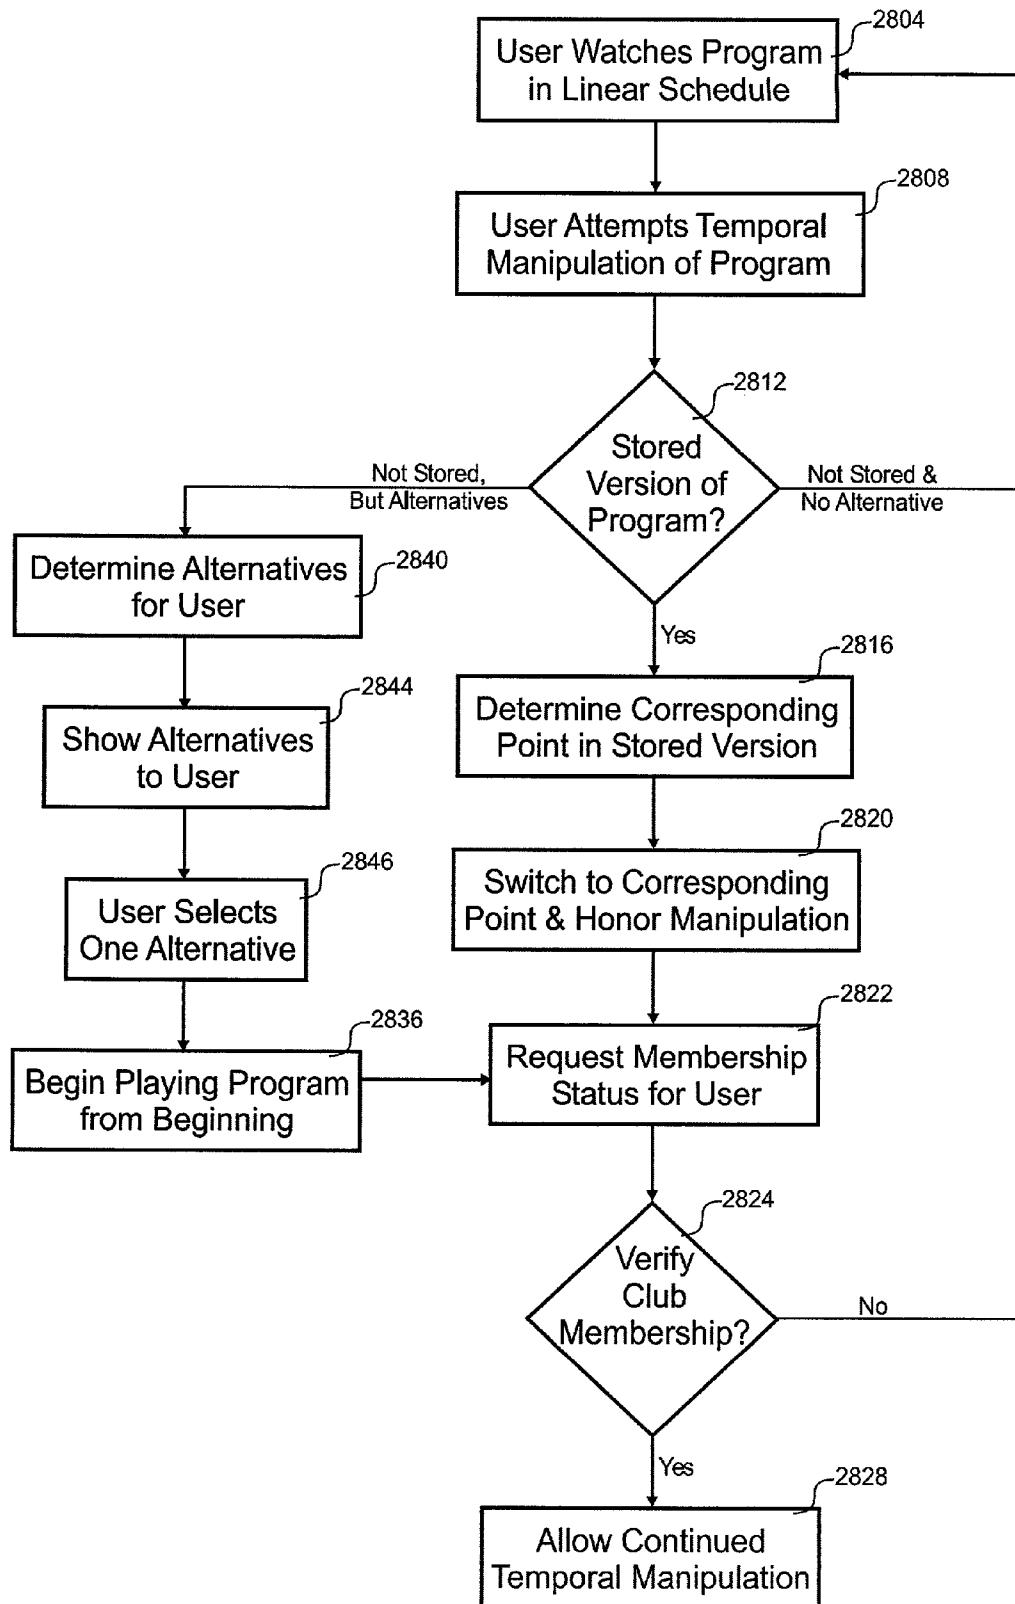 2804
User Watches Program
in Linear Schedule
2808
User Attempts Temporal
Manipulation of Program
2812
Stored
Version of
Program?
Not Stored,
But Alternatives
Not Stored &
No Alternative
Determine Alternatives
for User
2840
Yes
2816
Determine Corresponding
Point in Stored Version
2844
Show Alternatives
to User
2820
Switch to Corresponding
Point & Honor Manipulation
2846
User Selects
One Alternative
2822
Request Membership
Status for User
2836
Begin Playing Program
from Beginning
2824
Verify
Club
Membership?
No
Yes
2828
Allow Continued
Temporal Manipulation